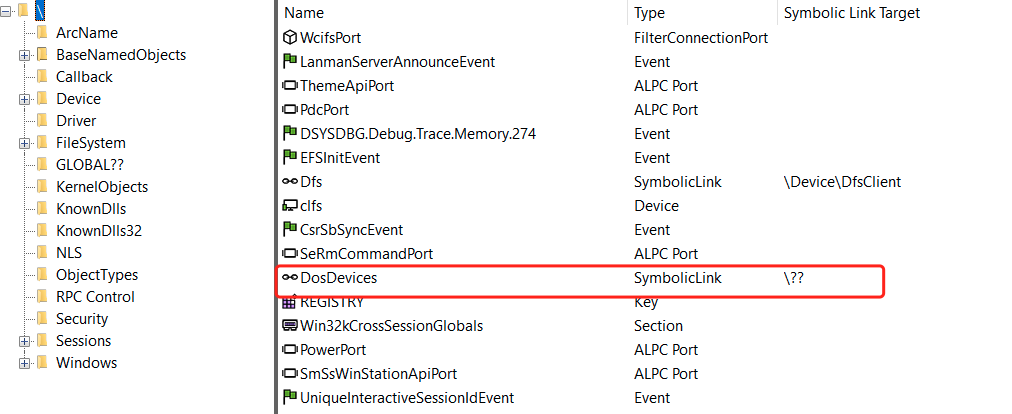 \
ArcName
BaseNamedObjects
Callback
Device
Driver
FileSystem
GLOBAL??
KernelObjects
KnownDlls
KnownDlls32
NLS
ObjectTypes
RPC Control
Security
Sessions
Windows
Name Type Symbolic Link Target
WcifsPort FilterConnectionPort
LanmanServerAnnounceEvent Event
ThemeApiPort ALPC Port
PdcPort ALPC Port
DSYSDBG.Debug.Trace.Memory.274 Event
EFSInitEvent Event
Dfs SymbolicLink \Device\DfsClient
clfs Device
CsrSbSyncEvent Event
SeRmCommandPort ALPC Port
DosDevices SymbolicLink \??
REGISTRY Key
Win32kCrossSessionGlobals Section
PowerPort ALPC Port
SmSsWinStationApiPort ALPC Port
UniqueInteractiveSessionIdEvent Event